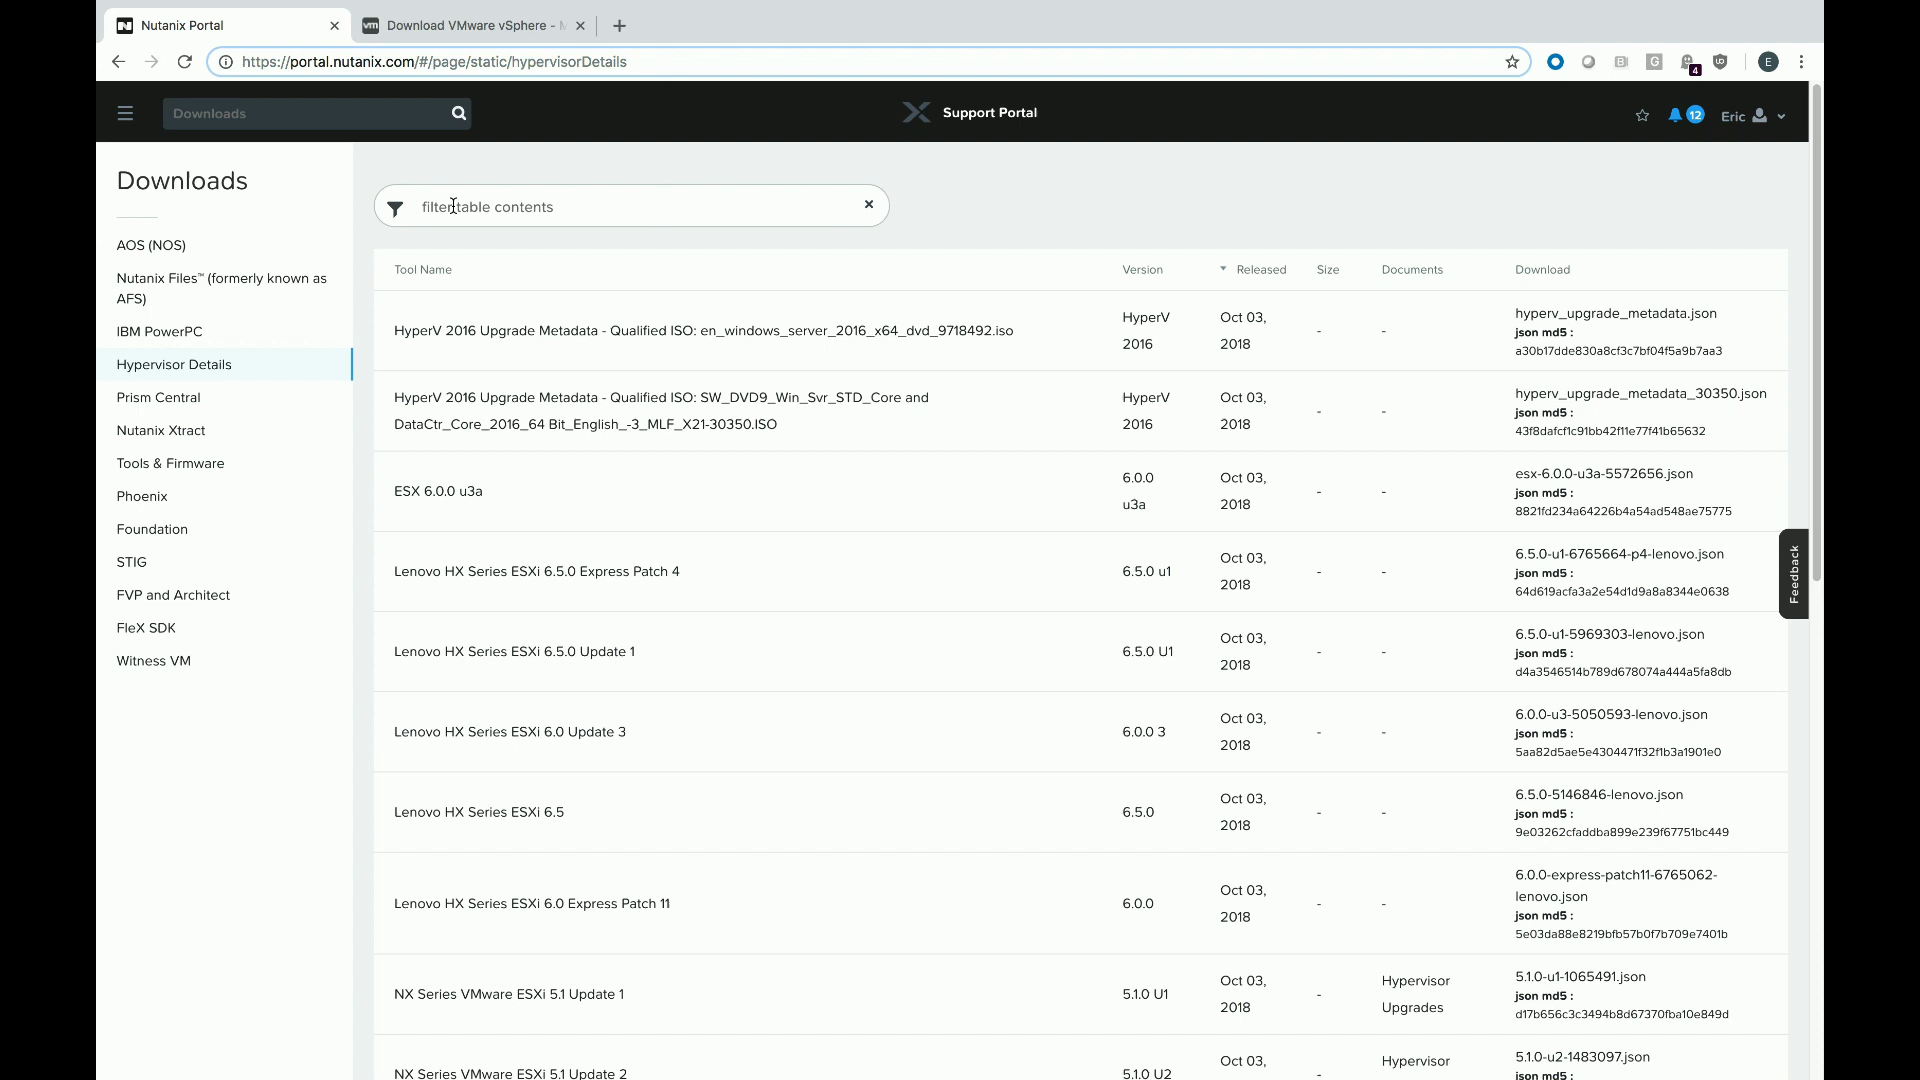 Nutanix Portal
vm
Download VMware vSphere -
https://portal.nutanix.com/#/page/static/hypervisorDetails
4
E
Downloads
Support Portal
12
Eric
Downloads
AOS (NOS)
Nutanix Files™ (formerly known as
AFS)
IBM PowerPC
Hypervisor Details
Prism Central
Nutanix Xtract
Tools & Firmware
Phoenix
Foundation
STIG
FVP and Architect
FleX SDK
Witness VM
filter table contents
Tool Name Version Released Size Documents Download
HyperV 2016 Upgrade Metadata - Qualified ISO: en_windows_server_2016_x64_dvd_9718492.iso
HyperV
2016
Oct 03,
2018
-
-
hyperv_upgrade_metadata.json
json md5 :
a30b17dde830a8cf3c7bf04f5a9b7aa3
HyperV 2016 Upgrade Metadata - Qualified ISO: SW_DVD9_Win_Svr_STD_Core and
DataCtr_Core_2016_64 Bit_English_-3_MLF_X21-30350.ISO
HyperV
2016
Oct 03,
2018
-
-
hyperv_upgrade_metadata_30350.json
json md5 :
43f8dafcf1c91bb42f11e77f41b65632
ESX 6.0.0 u3a
6.0.0
u3a
Oct 03,
2018
-
-
esx-6.0.0-u3a-5572656.json
json md5 :
8821fd234a64226b4a54ad548ae75775
Lenovo HX Series ESXi 6.5.0 Express Patch 4
6.5.0 u1
Oct 03,
2018
-
-
6.5.0-u1-6765664-p4-lenovo.json
json md5 :
64d619acfa3a2e54d1d9a8a8344e0638
Lenovo HX Series ESXi 6.5.0 Update 1
6.5.0 U1
Oct 03,
2018
-
-
6.5.0-u1-5969303-lenovo.json
json md5 :
d4a3546514b789d678074a444a5fa8db
Lenovo HX Series ESXi 6.0 Update 3
6.0.0 3
Oct 03,
2018
-
-
6.0.0-u3-5050593-lenovo.json
json md5 :
5aa82d5ae5e4304471f32f1b3a1901e0
Lenovo HX Series ESXi 6.5
6.5.0
Oct 03,
2018
-
-
6.5.0-5146846-lenovo.json
json md5 :
9e03262cfaddba899e239f67751bc449
Lenovo HX Series ESXi 6.0 Express Patch 11
6.0.0
Oct 03,
2018
-
-
6.0.0-express-patch11-6765062-
lenovo.json
json md5 :
5e03da88e8219bfb57b0f7b709e7401b
NX Series VMware ESXi 5.1 Update 1
5.1.0 U1
Oct 03,
2018
-
Hypervisor
Upgrades
5.1.0-u1-1065491.json
json md5 :
d17b656c3c3494b8d67370fba10e849d
NX Series VMware ESXi 5.1 Update 2
5.1.0 U2
Oct 03,
-
Hypervisor
5.1.0-u2-1483097.json
json md5 :
Feedback